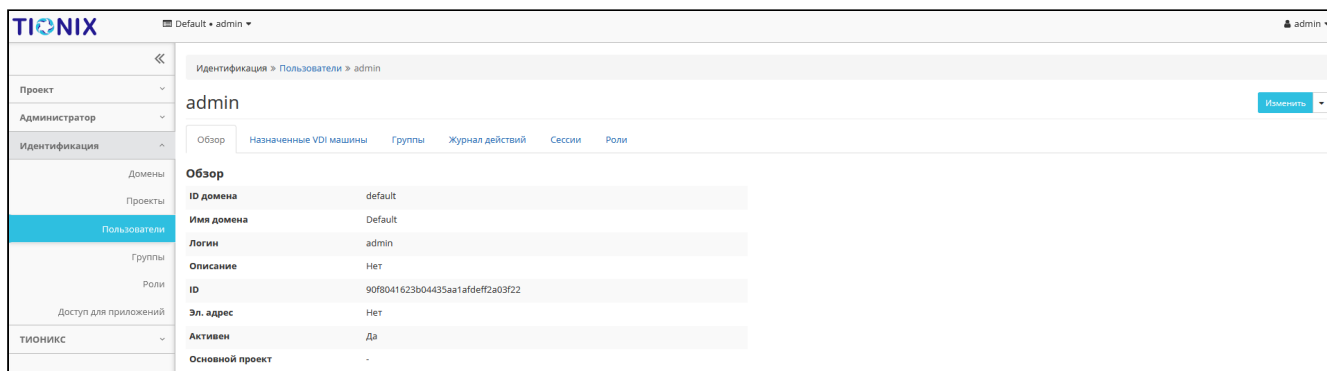 TIONIX
Default • admin
admin
Идентификация » Пользователи » admin
Проект
Администратор
Идентификация
Домены
Проекты
Пользователи
Группы
Роли
Доступ для приложений
ТИОНИКС
admin
Изменить
Обзор Назначенные VDI машины Группы Журнал действий Сессии Роли
Обзор
ID домена default
Имя домена Default
Логин admin
Описание Нет
ID 90f8041623b04435aa1afdeff2a03f22
Эл. адрес Нет
Активен Да
Основной проект -